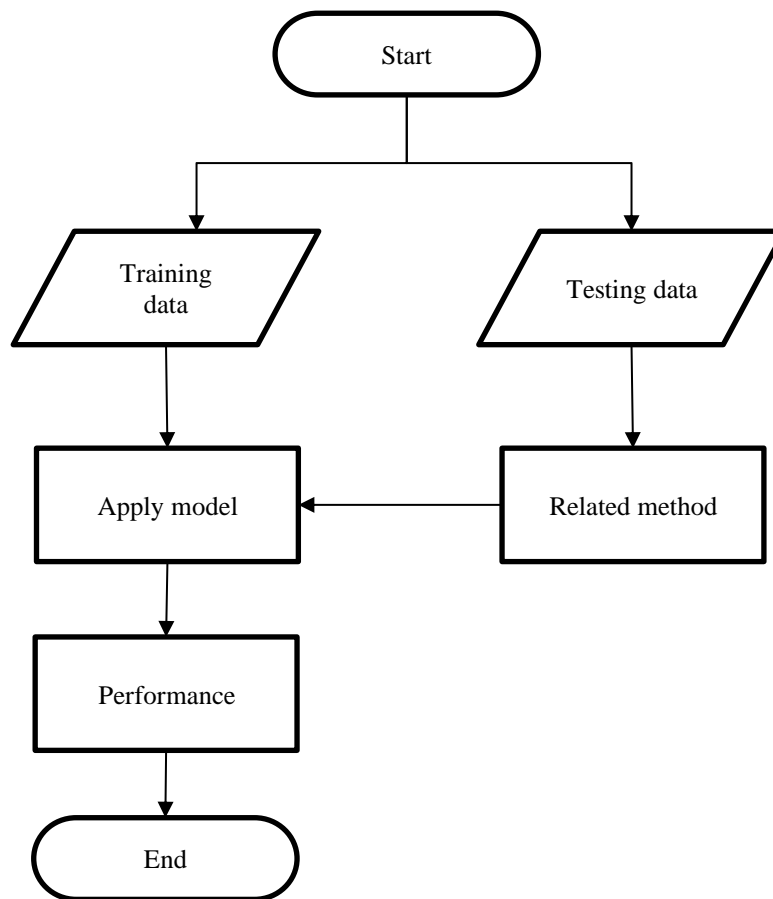 Start
Training
data
Testing data
Apply model
Related method
Performance
End